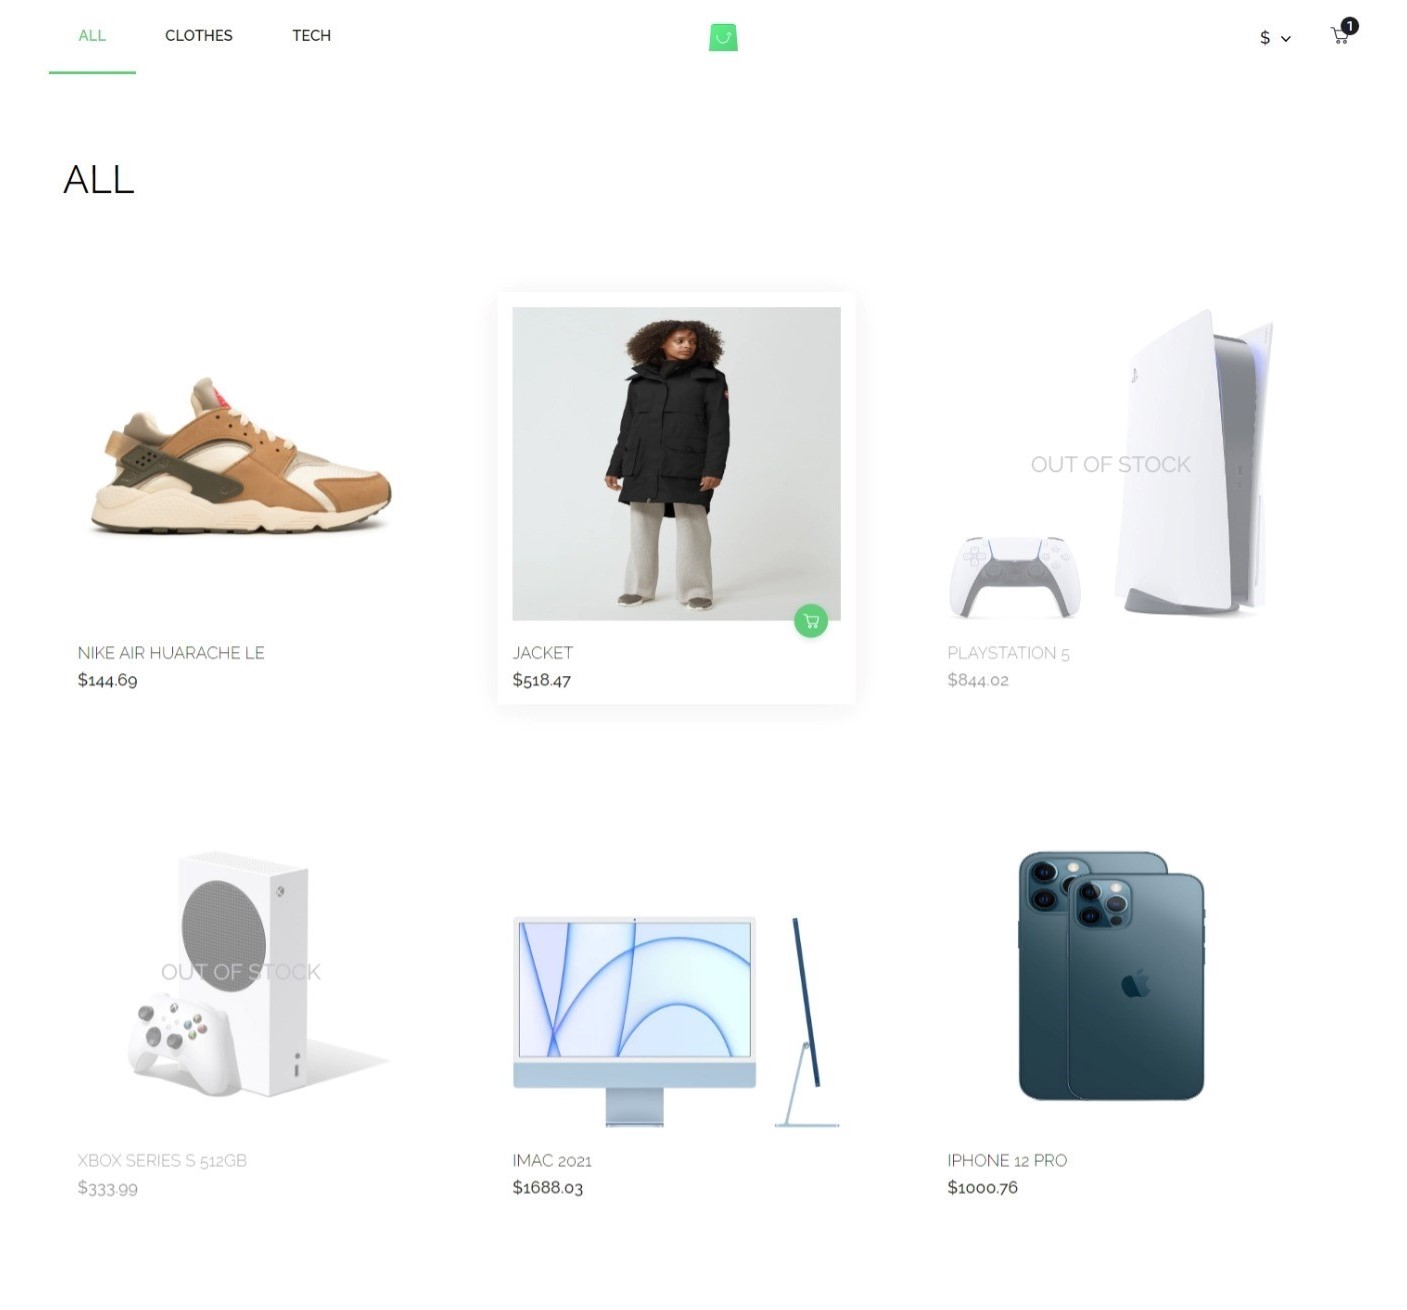 ALL
CLOTHES
TECH
$
1
ALL
OUT OF STOCK
NIKE AIR HUARACHE LE
$144.69
JACKET
$518.47
PLAYSTATION 5
$844.02
OUT OF STOCK
XBOX SERIES S 512GB
$333.99
IMAC 2021
$1688.03
IPHONE 12 PRO
$1000.76